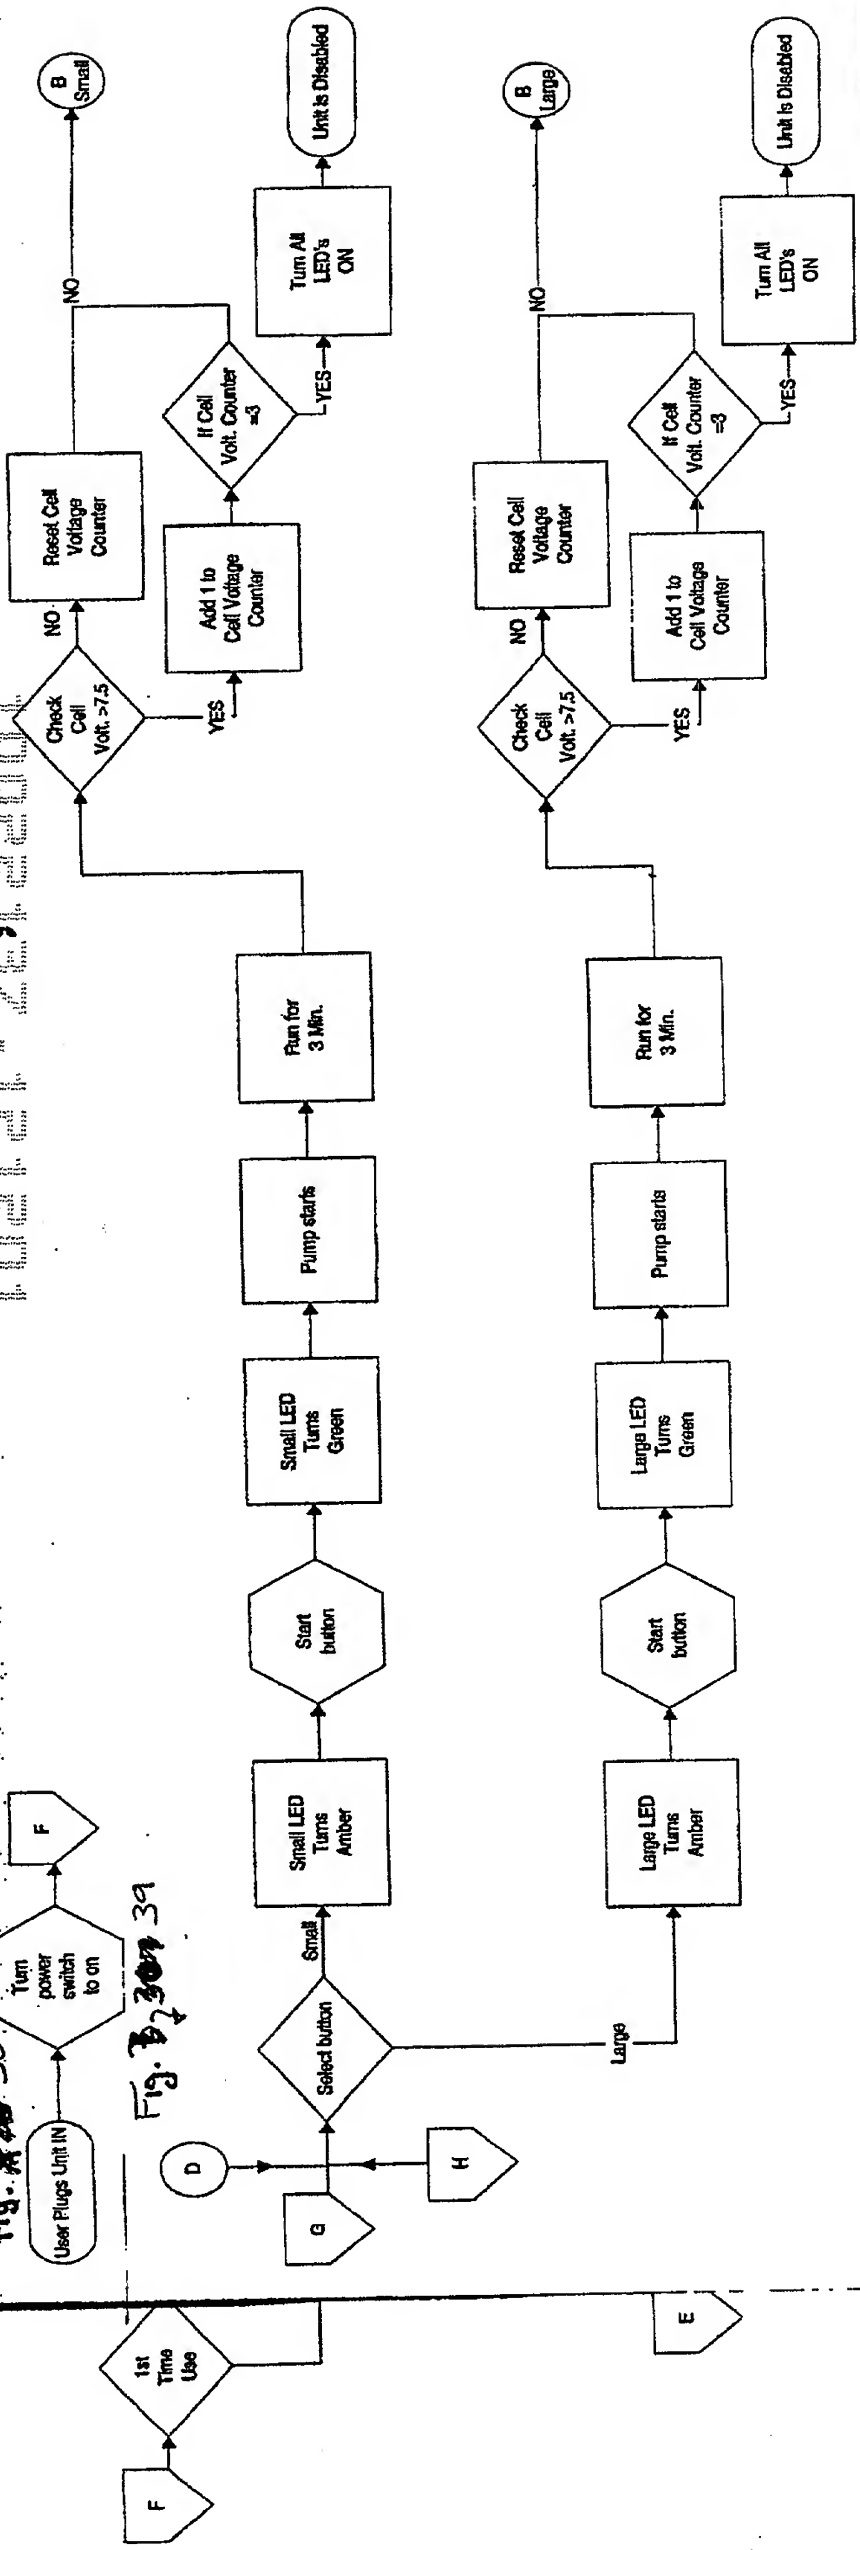 User Plugs Unit IN
Turn
power
switch
to on
F
Fig.
39
F
1st
Time
Use
E
D
G
H
Select button
Small
Large
Small LED
Turns
Amber
Start
button
Small LED
Turns
Green
Pump starts
Run for
3 Min.
Check
Cell
Volt. >7.5
NO
Reset Cell
Voltage
Counter
YES
Add 1 to
Cell Voltage
Counter
If Cell
Volt. Counter
=3
NO
B
Small
YES
Turn All
LED's
ON
Unit is Disabled
Large LED
Turns
Amber
Start
button
Large LED
Turns
Green
Pump starts
Run for
3 Min.
Check
Cell
Volt. >7.5
NO
Reset Cell
Voltage
Counter
YES
Add 1 to
Cell Voltage
Counter
If Cell
Volt. Counter
=3
NO
B
Large
YES
Turn All
LED's
ON
Unit is Disabled